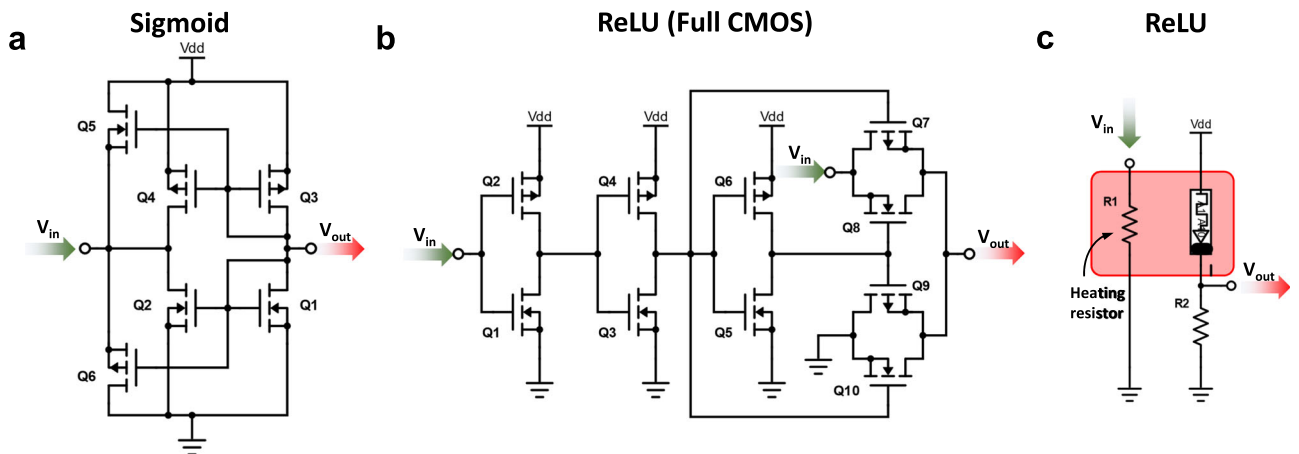 Sigmoid
a
Vdd
Q5
Q4
Q3
Vin
Vout
Q2
Q1
Q6
ReLU (Full CMOS)
b
Vdd
Vdd
Vdd
Q7
Vin
Q2
Q4
Q6
Q8
Vin
Vout
Q9
Q1
Q3
Q5
Q10
ReLU
c
Vin
Vdd
R1
I
Vout
Heating
resistor
R2